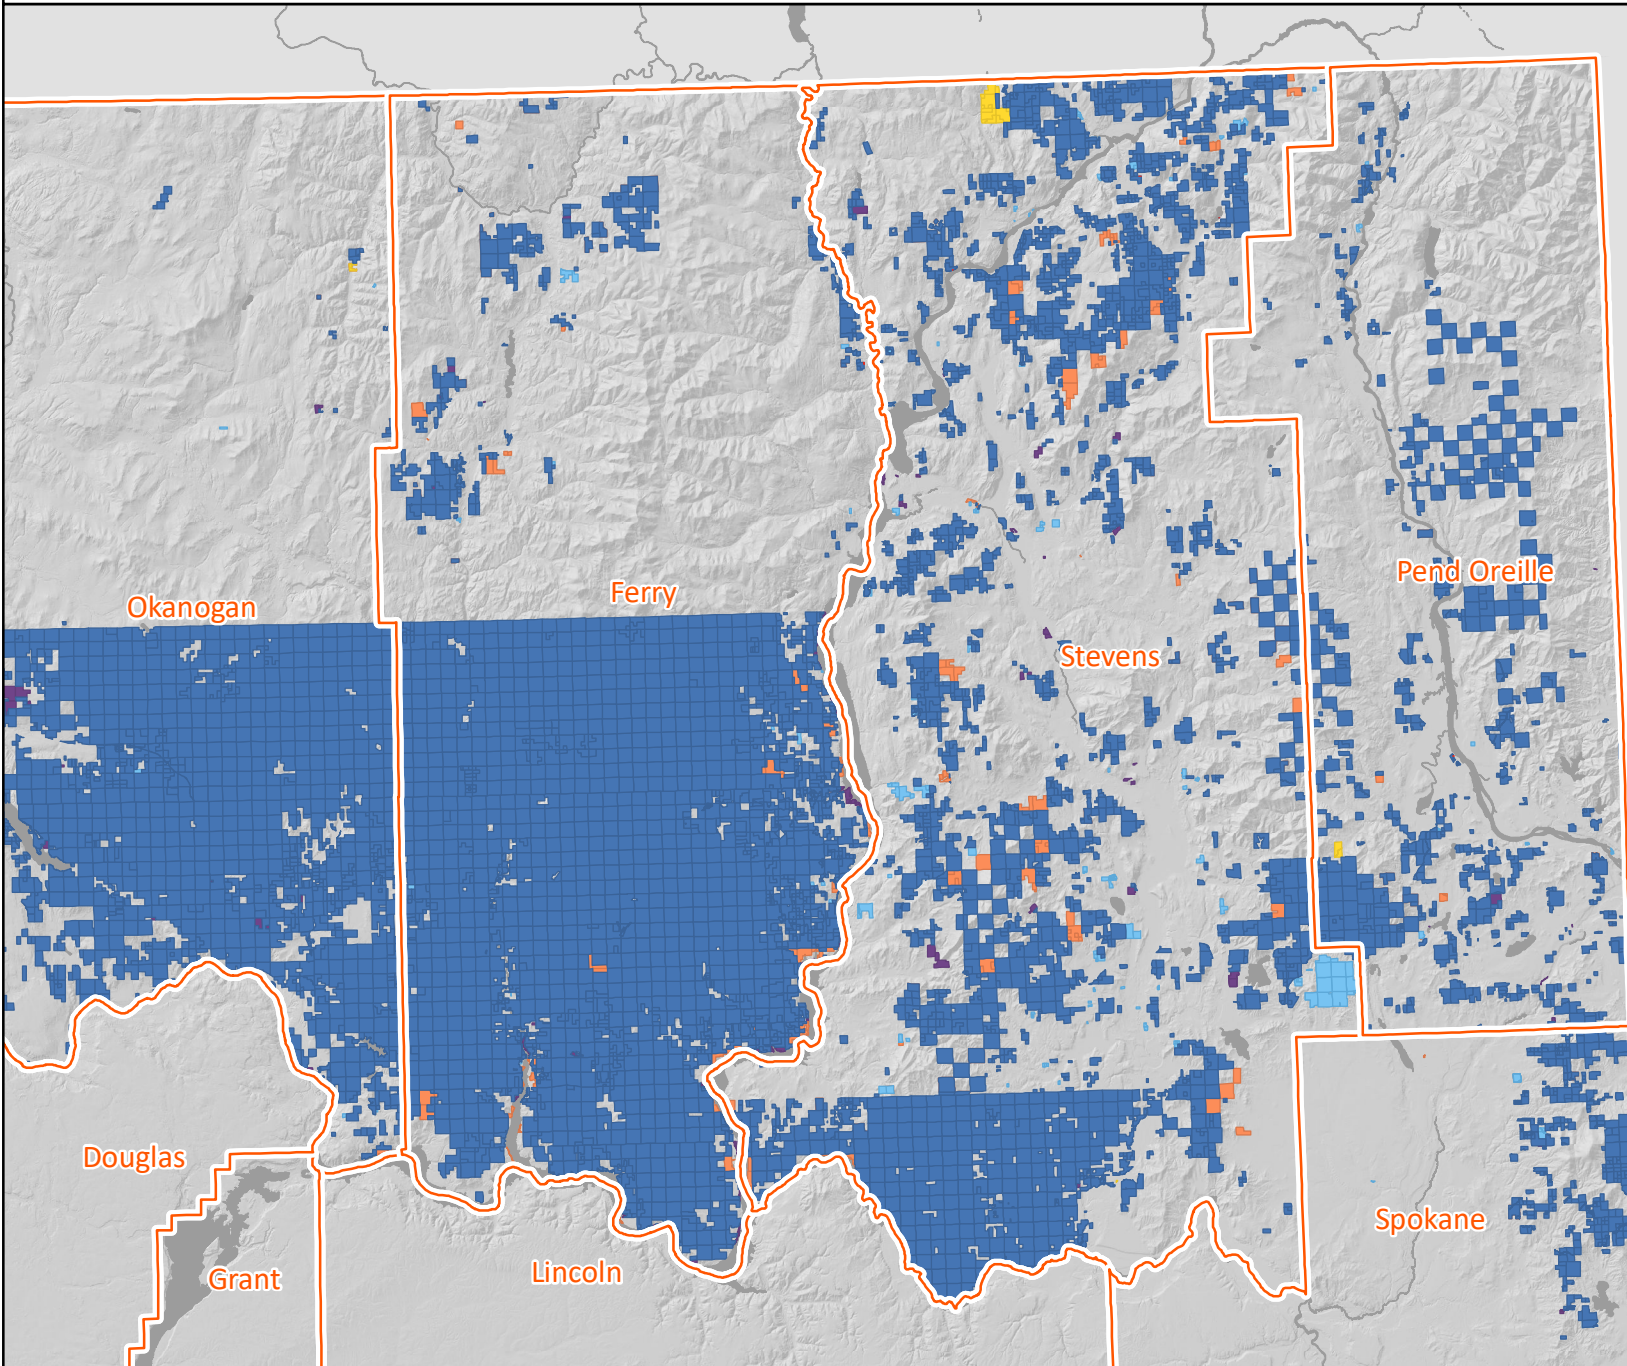 Pend Oreille
Ferry
Okanogan
Stevens
Douglas
Spokane
Lincoln
Grant